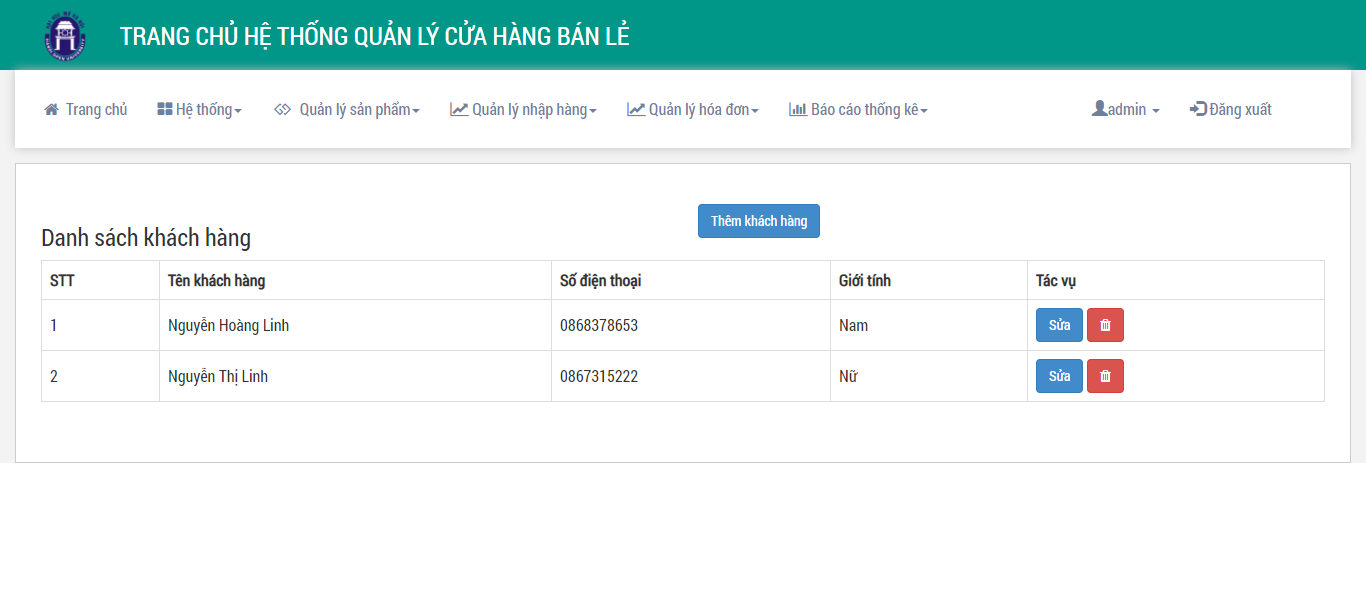 TRANG CHỦ HỆ THỐNG QUẢN LÝ CỬA HÀNG BÁN LẺ
Trang chủ Hệ thống Quản lý sản phẩm Quản lý nhập hàng Quản lý hóa đơn Báo cáo thống kê admin Đăng xuất
Thêm khách hàng
Danh sách khách hàng
STT Tên khách hàng Số điện thoại Giới tính Tác vụ
1 Nguyễn Hoàng Linh 0868378653 Nam Sửa
2 Nguyễn Thị Linh 0867315222 Nữ Sửa